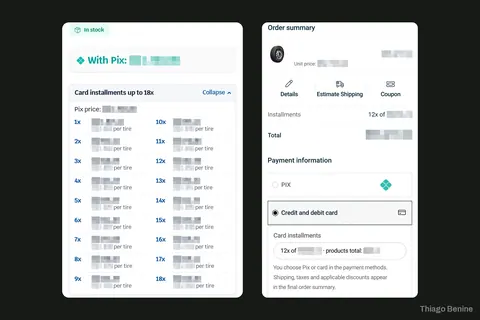 In stock
With Pix:
Card installments up to 18x
Collapse
Pix price:
1x
per tire
10x
per tire
2x
per tire
11x
per tire
3x
per tire
12x
per tire
4x
per tire
13x
per tire
5x
per tire
14x
per tire
6x
per tire
15x
per tire
7x
per tire
16x
per tire
8x
per tire
17x
per tire
9x
per tire
18x
per tire
Order summary
Unit price:
Details
Estimate Shipping
Coupon
Installments
12x of
Total
Payment information
PIX
Credit and debit card
Card installments
12x of · products total:
You choose Pix or card in the payment methods.
Shipping, taxes and applicable discounts appear
in the final order summary.
Thiago Benine